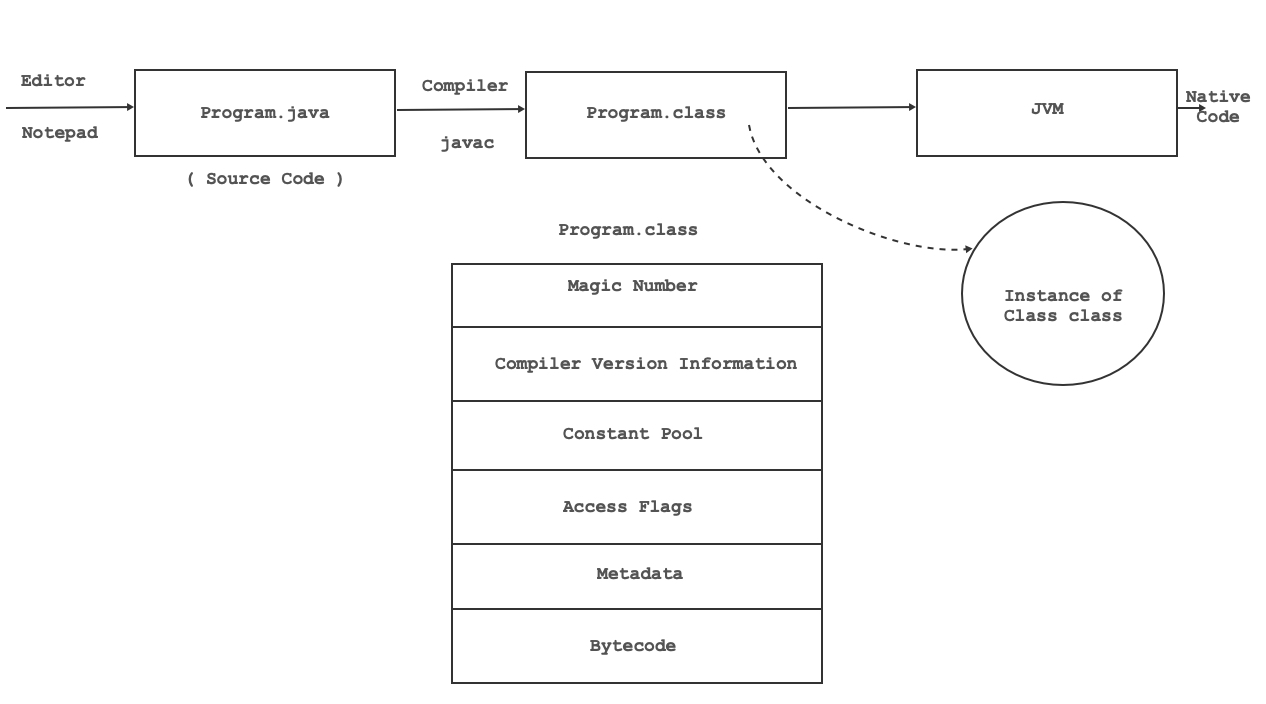 Editor
Notepad
Program.java
( Source Code )
Compiler
javac
Program.class
JVM
Native
Code
Instance of
Class class
Program.class
Magic Number
Compiler Version Information
Constant Pool
Access Flags
Metadata
Bytecode